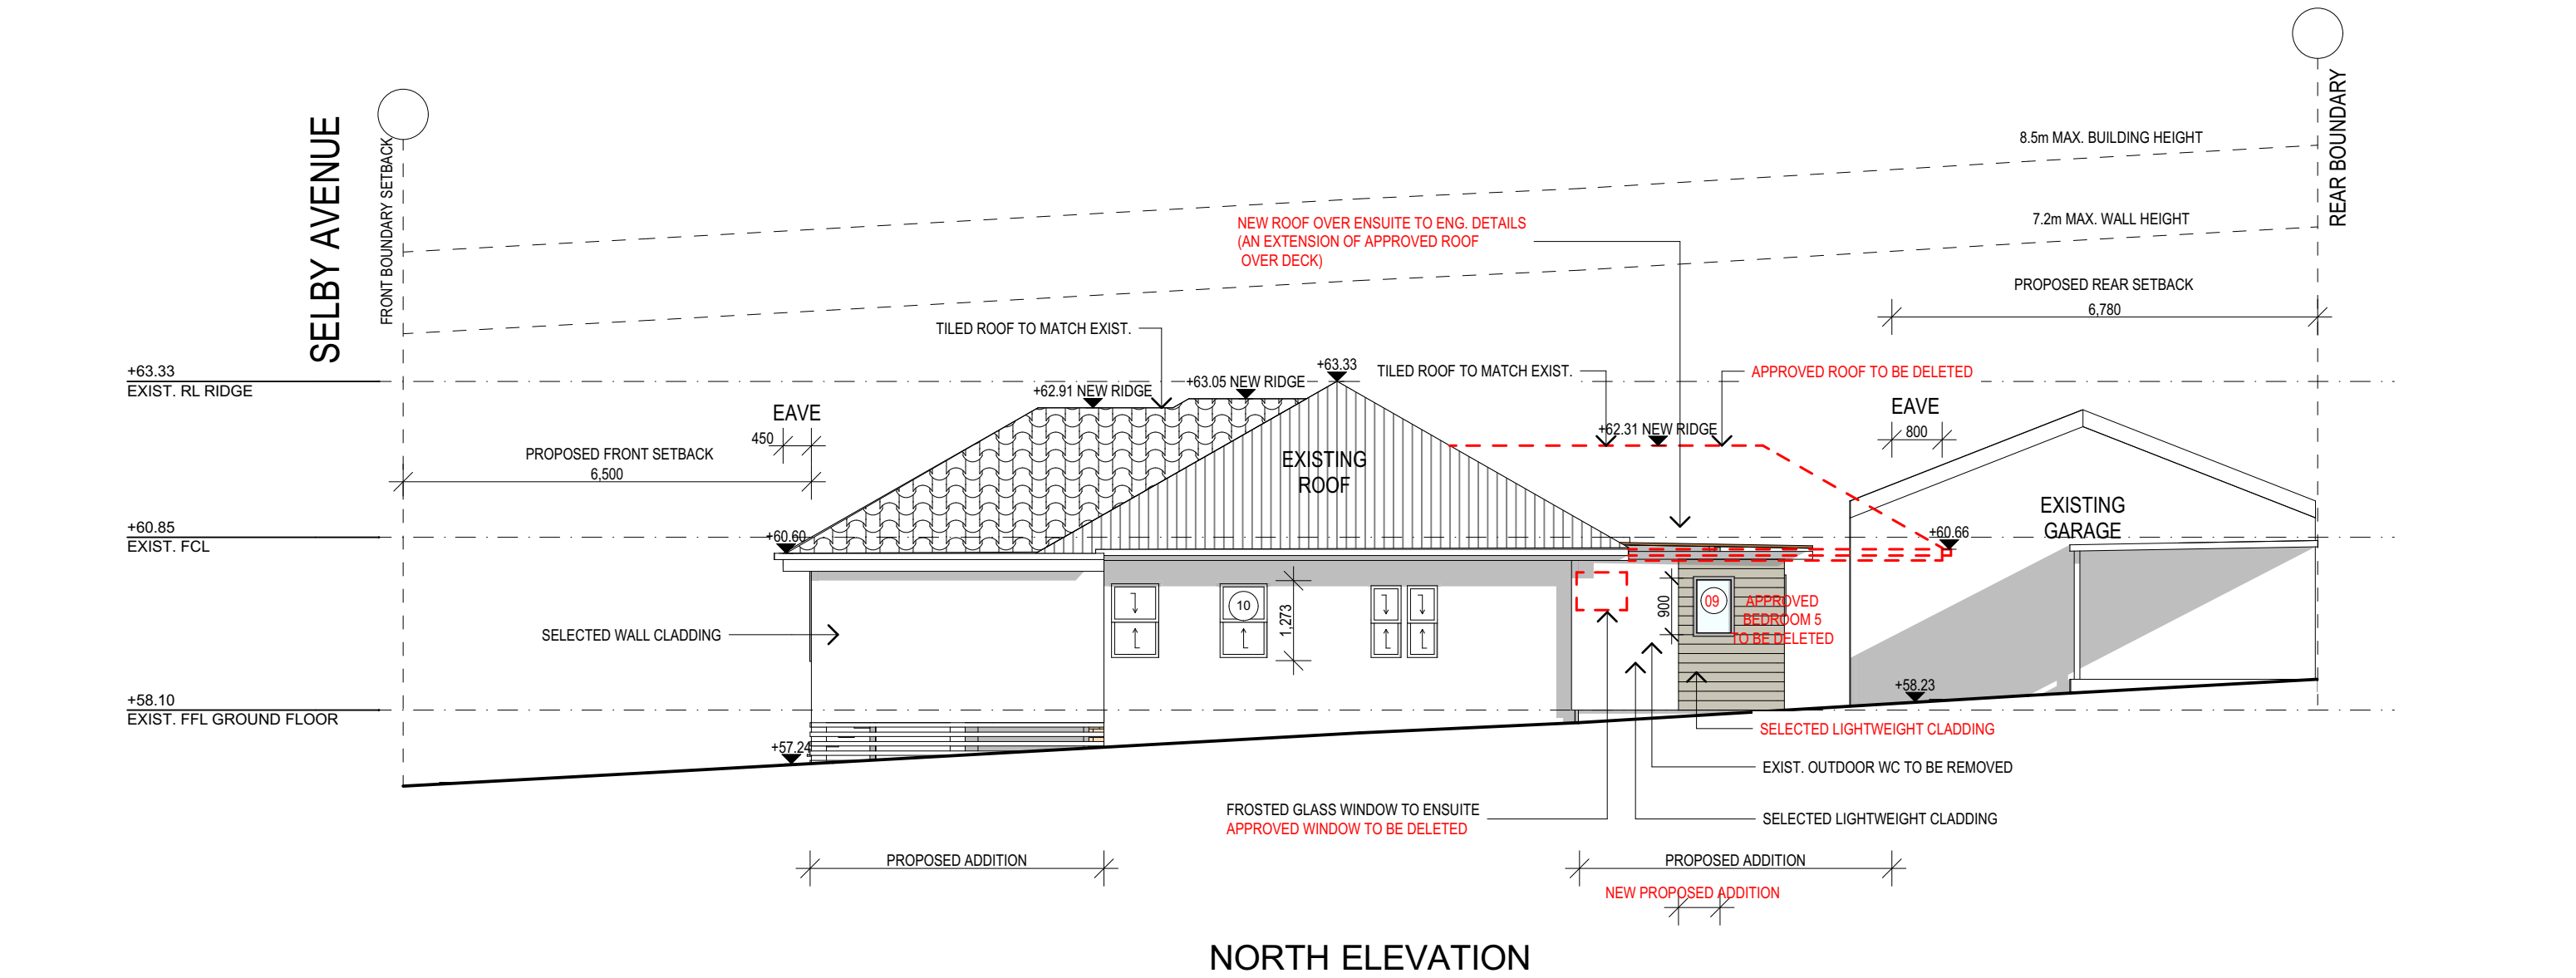 SELBY AVENUE
FRONT BOUNDARY SETBACK
REAR BOUNDARY
8.5m MAX. BUILDING HEIGHT
7.2m MAX. WALL HEIGHT
NEW ROOF OVER ENSUITE TO ENG. DETAILS
(AN EXTENSION OF APPROVED ROOF
OVER DECK)
PROPOSED REAR SETBACK
6,780
TILED ROOF TO MATCH EXIST.
+63.33
EXIST. RL RIDGE
+62.91 NEW RIDGE
+63.05 NEW RIDGE
+63.33
TILED ROOF TO MATCH EXIST.
APPROVED ROOF TO BE DELETED
EAVE
450
EAVE
800
+62.31 NEW RIDGE
PROPOSED FRONT SETBACK
6,500
EXISTING
ROOF
EXISTING
GARAGE
+60.85
EXIST. FCL
+60.60
+60.66
10
1,273
900
09
APPROVED
BEDROOM 5
TO BE DELETED
SELECTED WALL CLADDING
+58.10
EXIST. FFL GROUND FLOOR
+58.23
+57.24
SELECTED LIGHTWEIGHT CLADDING
EXIST. OUTDOOR WC TO BE REMOVED
FROSTED GLASS WINDOW TO ENSUITE
APPROVED WINDOW TO BE DELETED
SELECTED LIGHTWEIGHT CLADDING
PROPOSED ADDITION
PROPOSED ADDITION
NEW PROPOSED ADDITION
NORTH ELEVATION